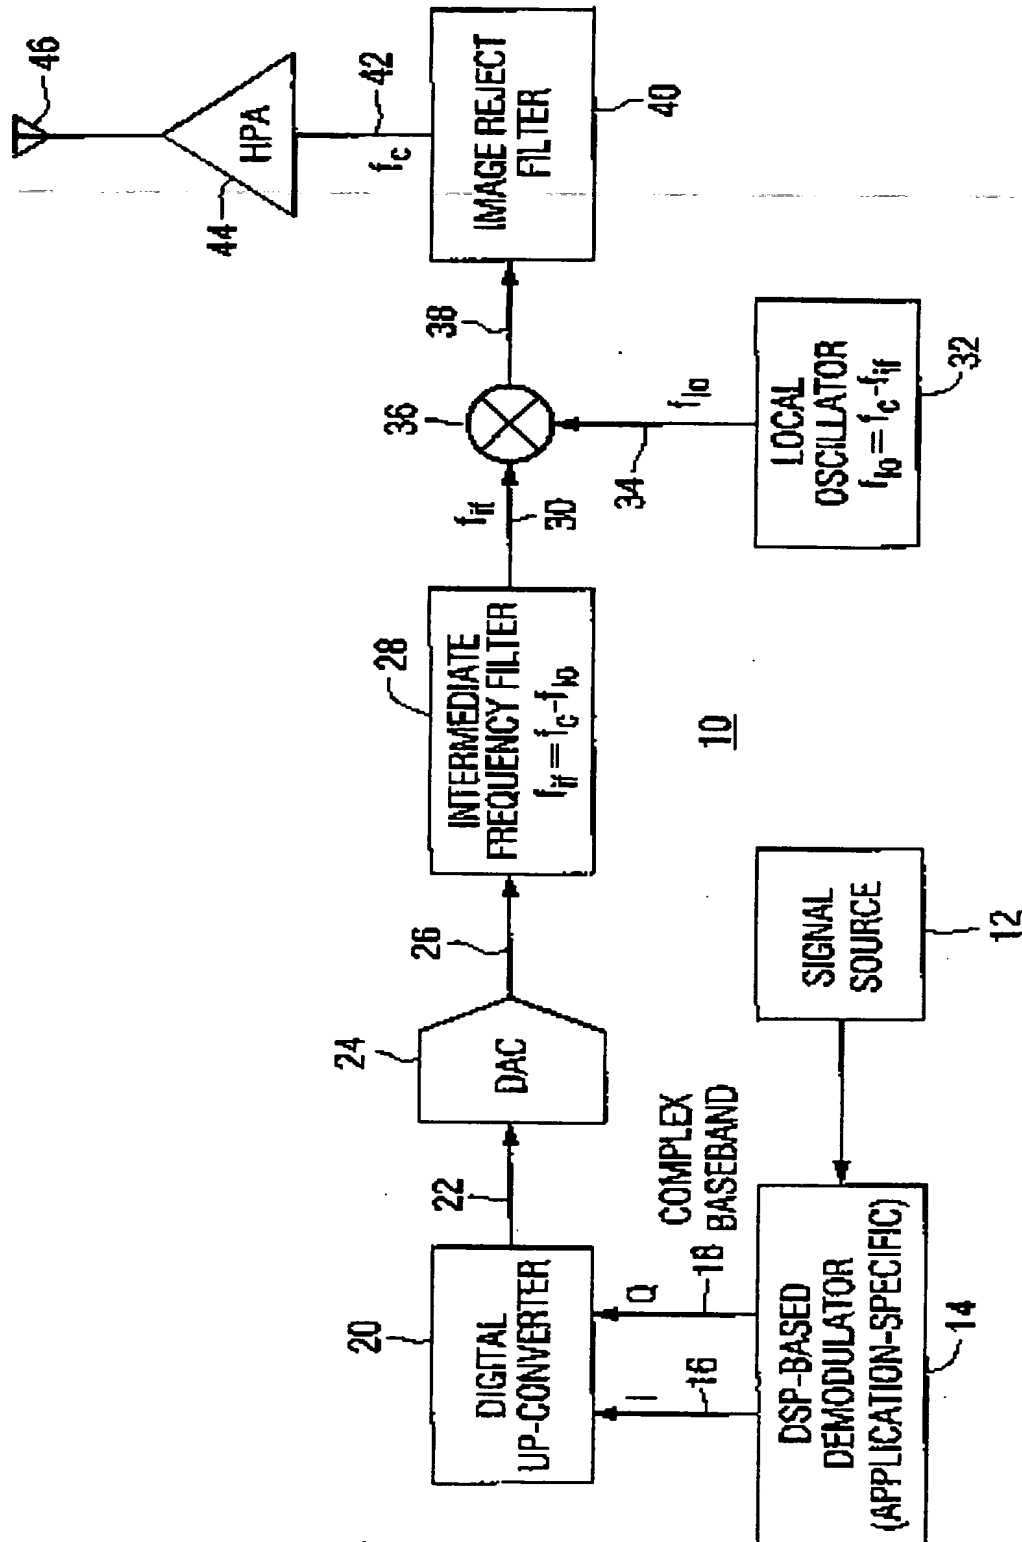 20
DIGITAL
UP-CONVERTER
22
24
DAC
26
28
INTERMEDIATE
FREQUENCY FILTER
f_if = f_c-f_lo
f_if
30
36
38
IMAGE REJECT
FILTER
40
f_c
42
44
HPA
46
I
16
Q
18
COMPLEX
BASEBAND
DSP-BASED
DEMODULATOR
(APPLICATION-SPECIFIC)
14
SIGNAL
SOURCE
12
10
34
f_lo
LOCAL
OSCILLATOR
f_lo = f_c-f_if
32